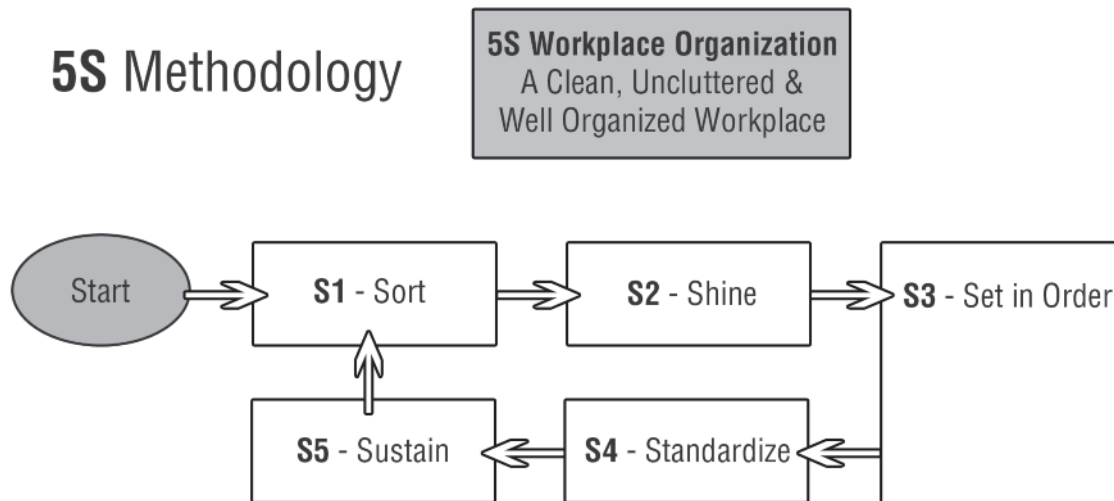 5S Methodology
5S Workplace Organization
A Clean, Uncluttered &
Well Organized Workplace
Start
S1 - Sort
S2 - Shine
S3 - Set in Order
S4 - Standardize
S5 - Sustain